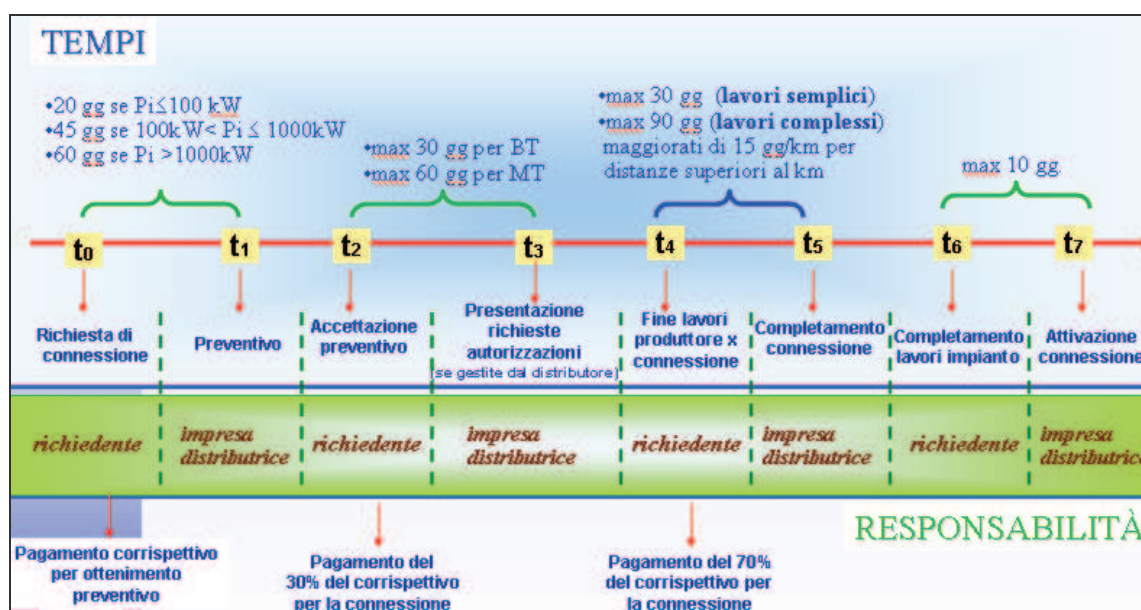 TEMPI
•20 gg se Pi≤100 kW
•45 gg se 100kW< Pi ≤ 1000kW
•60 gg se Pi >1000kW
•max 30 gg per BT
•max 60 gg per MT
•max 30 gg (lavori semplici)
•max 90 gg (lavori complessi)
maggiorati di 15 gg/km per
distanze superiori al km
max 10 gg.
t0
t1
t2
t3
t4
t5
t6
t7
Richiesta di
connessione
Preventivo
Accettazione
preventivo
Presentazione
richieste
autorizzazioni
(se gestite dal distributore)
Fine lavori
produttore x
connessione
Completamento
connessione
Completamento
lavori impianto
Attivazione
connessione
richiedente
impresa
distributrice
richiedente
impresa
distributrice
richiedente
impresa
distributrice
richiedente
impresa
distributrice
RESPONSABILITÀ
Pagamento corrispettivo
per ottenimento
preventivo
Pagamento del
30% del corrispettivo
per la connessione
Pagamento del 70%
del corrispettivo per
la connessione